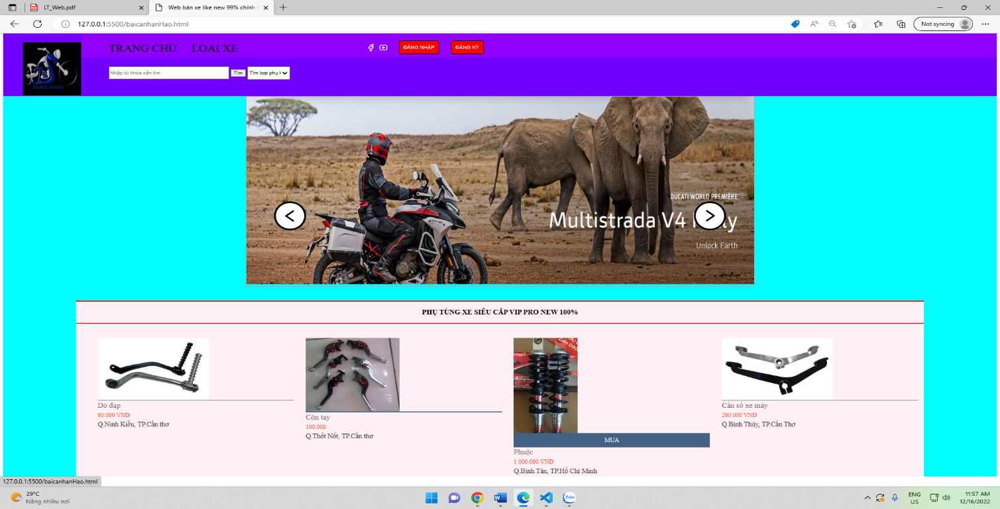 LT_Web.pdf
Web bán xe like new 99% chính
127.0.0.1:5500/baicanhanHao.html
Not syncing
TRANG CHỦ LOẠI XE
ĐĂNG NHẬP ĐĂNG KÝ
Nhập từ khóa cần tìm Tìm Tìm loại phụ
DUCATI WORLD PREMIÈRE
Multistrada V4
Unlock Earth
PHỤ TÙNG XE SIÊU CẤP VIP PRO NEW 100%
MUA
Dò đạp
80.000 VND
Q.Ninh Kiều, TP.Cần thơ
Côn tay
100.000
Q.Thốt Nốt, TP.Cần thơ
Phuộc
1.000.000 VND
Q.Bình Tân, TP.Hồ Chí Minh
Cần số xe máy
200.000 VND
Q.Bình Thủy, TP.Cần Thơ
127.0.0.1:5500/baicanhanHao.html
29°C
Nắng nhiều nơi
Zalo
ENG
US
11:57 AM
12/16/2022